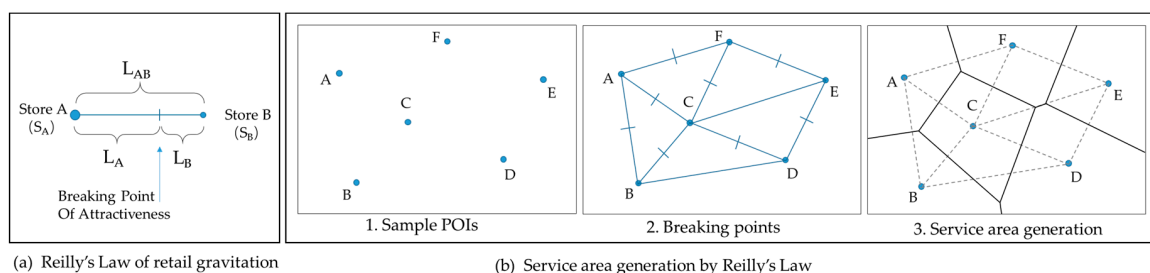 L_AB
Store A
(S_A)
Store B
(S_B)
L_A
L_B
Breaking Point
Of Attractiveness
(a) Reilly's Law of retail gravitation
A
B
C
D
E
F
1. Sample POIs
A
B
C
D
E
F
2. Breaking points
A
B
C
D
E
F
3. Service area generation
(b) Service area generation by Reilly's Law